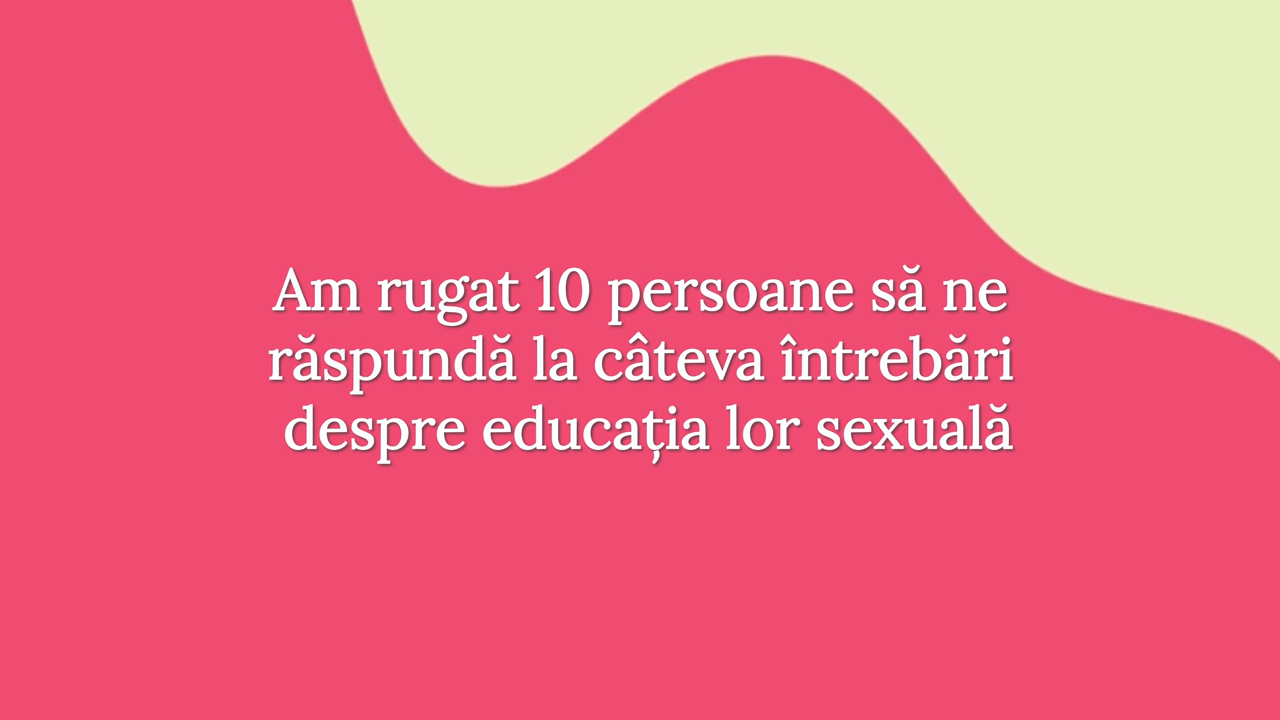 Am rugat 10 persoane să ne
răspundă la câteva întrebări
despre educația lor sexuală